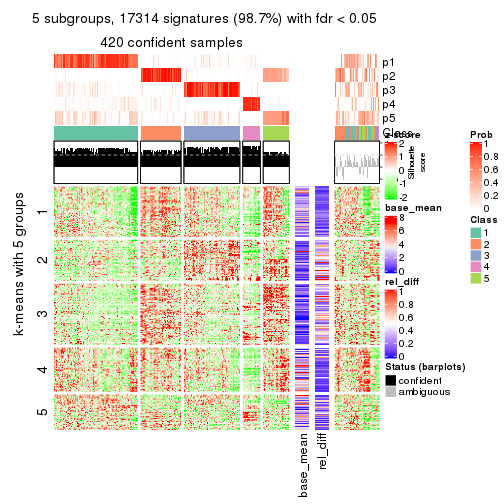 5 subgroups, 17314 signatures (98.7%) with fdr < 0.05
420 confident samples
p1
p2
p3
p4
p5
Class
k-means with 5 groups
1
2
3
4
5
base_mean
rel_diff
z-score
2
1
0
-1
-2
Silhouette
score
base_mean
8
6
4
2
0
rel_diff
1
0.8
0.6
0.4
0.2
0
Status (barplots)
confident
ambiguous
Prob
1
0.8
0.6
0.4
0.2
0
Class
1
2
3
4
5